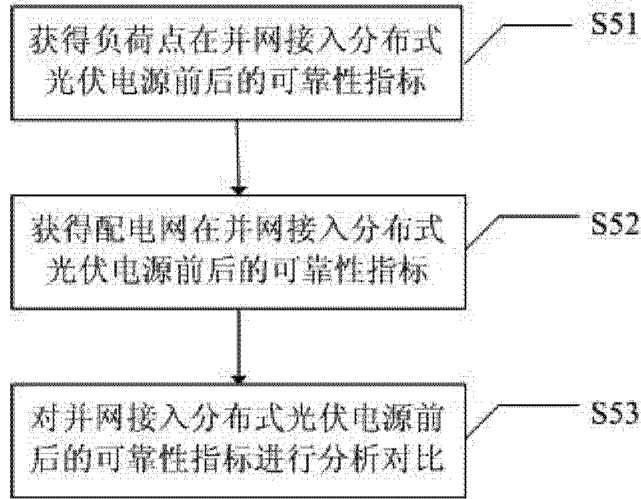 获得负荷点在并网接入分布式
光伏电源前后的可靠性指标
S51
获得配电网在并网接入分布式
光伏电源前后的可靠性指标
S52
对并网接入分布式光伏电源前
后的可靠性指标进行分析对比
S53